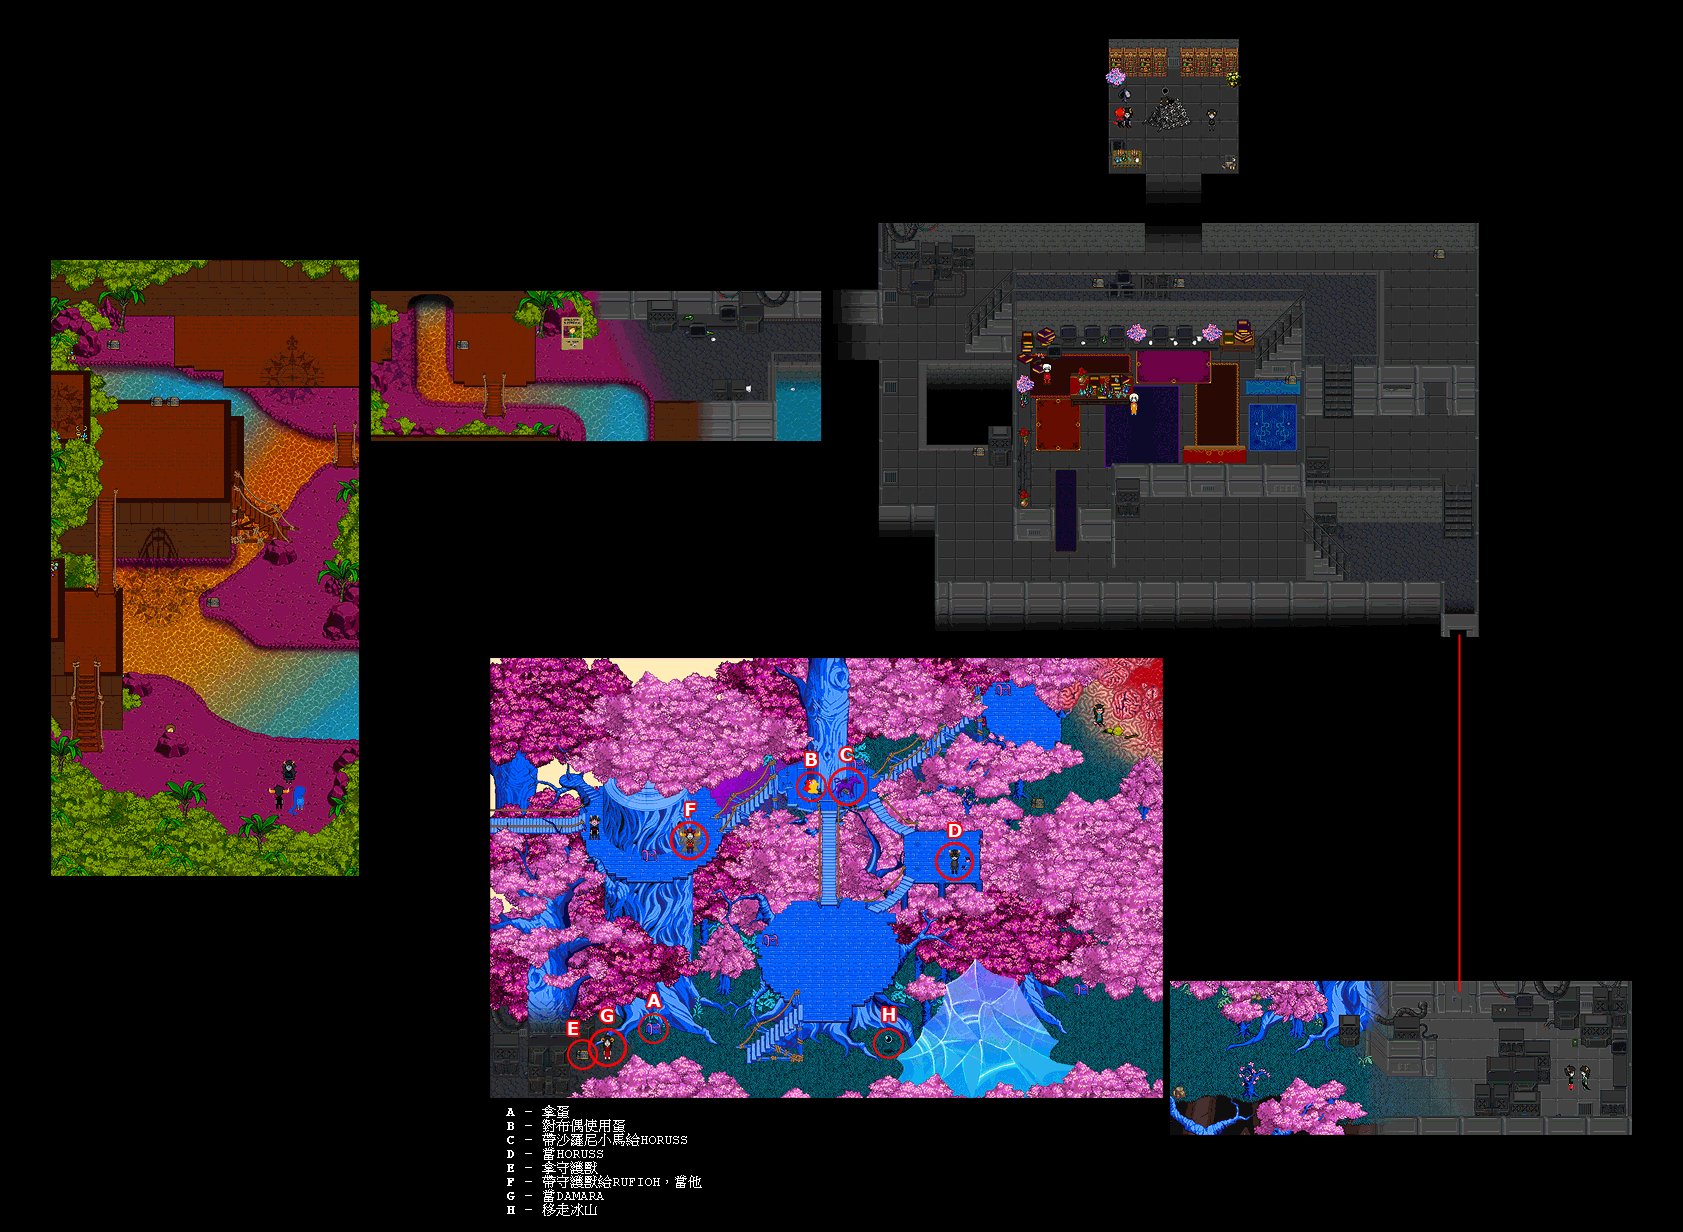 B
C
F
D
A
G
H
E
A - 拿蛋
B - 對布偶使用蛋
C - 帶沙羅尼小馬給HORUSS
D - 當HORUSS
E - 拿守護獸
F - 帶守護獸給RUFIOH，當他
G - 當DAMARA
H - 移走冰山